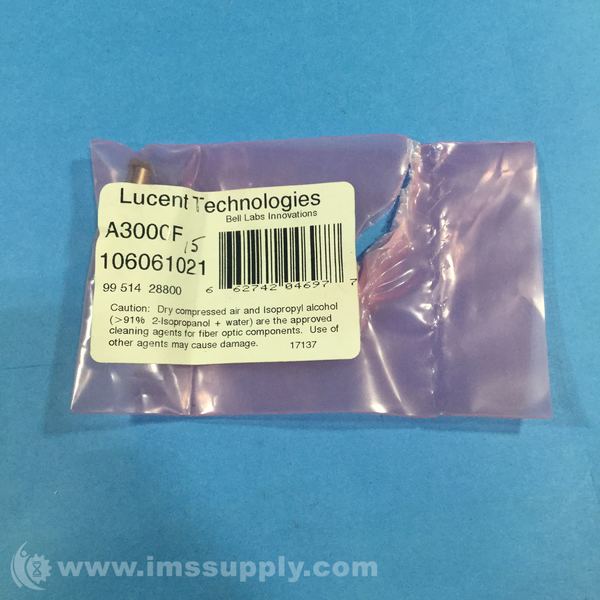 Lucent Technologies
Bell Labs Innovations
A3000F
15
106061021
6 62742 04697 7
99 514 28800
Caution: Dry compressed air and Isopropyl alcohol
(>91% 2-Isopropanol + water) are the approved
cleaning agents for fiber optic components. Use of
other agents may cause damage. 17137
www.imssupply.com